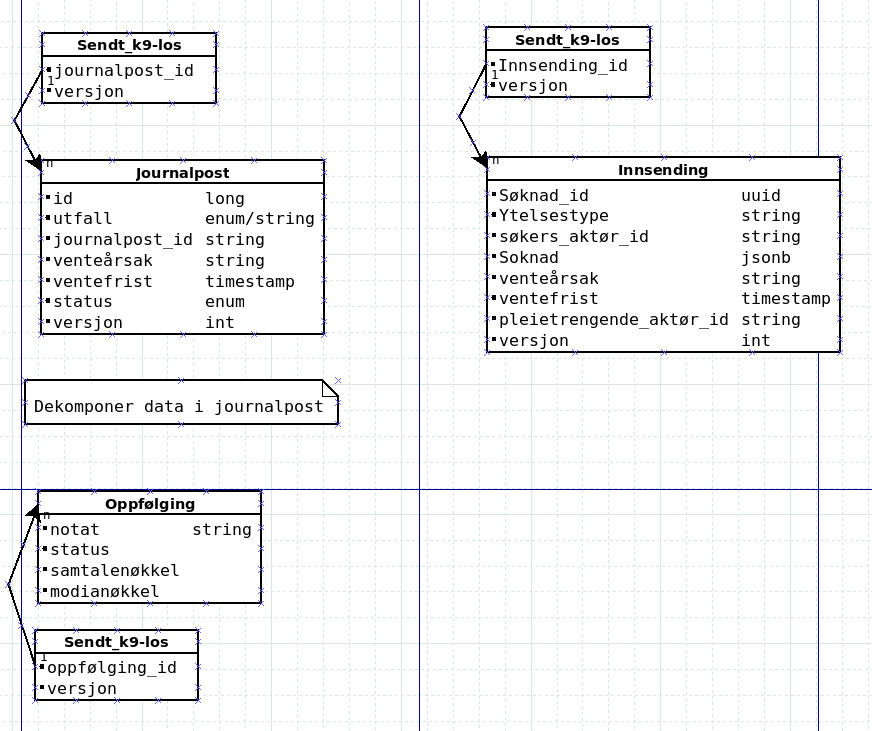 Sendt_k9-los
journalpost_id
1
versjon
n
Journalpost
id long
utfall enum/string
journalpost_id string
venteårsak string
ventefrist timestamp
status enum
versjon int
Dekomponer data i journalpost
Oppfølging
n
notat string
status
samtalenøkkel
modianøkkel
Sendt_k9-los
1
oppfølging_id
versjon
Sendt_k9-los
Innsending_id
1
versjon
n
Innsending
Søknad_id uuid
Ytelsestype string
søkers_aktør_id string
Soknad jsonb
venteårsak string
ventefrist timestamp
pleietrengende_aktør_id string
versjon int